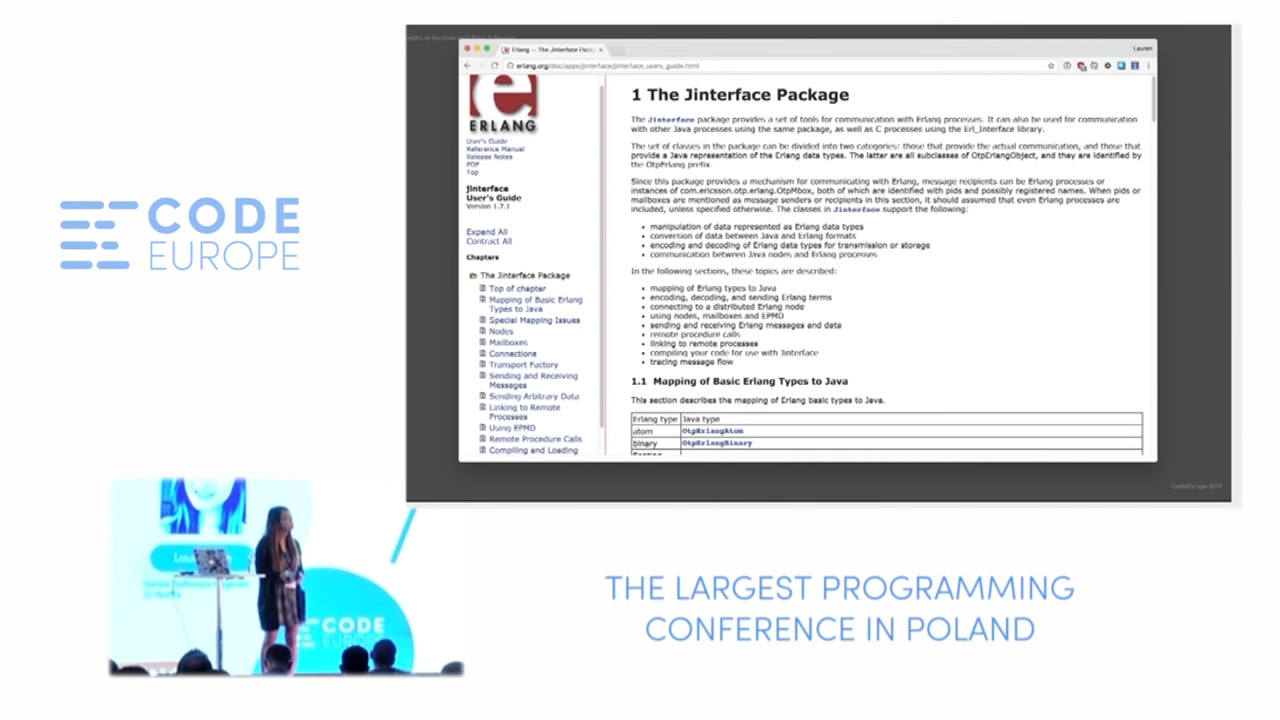 CODE
EUROPE
Erlang -- The Jinterface Pack
Lauren
erlang.org/doc/apps/jinterface/jinterface_users_guide.html
ERLANG
User's Guide
Reference Manual
Release Notes
PDF
Top
Jinterface
User's Guide
Version 1.7.1
Expand All
Contract All
Chapters
The Jinterface Package
Top of chapter
Mapping of Basic Erlang
Types to Java
Special Mapping Issues
Nodes
Mailboxes
Connections
Transport Factory
Sending and Receiving
Messages
Sending Arbitrary Data
Linking to Remote
Processes
Using EPMD
Remote Procedure Calls
Compiling and Loading
1 The Jinterface Package
The Jinterface package provides a set of tools for communication with Erlang processes. It can also be used for communication
with other Java processes using the same package, as well as C processes using the Erl_Interface library.
The set of classes in the package can be divided into two categories: those that provide the actual communication, and those that
provide a Java representation of the Erlang data types. The latter are all subclasses of OtpErlangObject, and they are identified by
the OtpErlang prefix.
Since this package provides a mechanism for communicating with Erlang, message recipients can be Erlang processes or
instances of com.ericsson.otp.erlang.OtpMbox, both of which are identified with pids and possibly registered names. When pids or
mailboxes are mentioned as message senders or recipients in this section, it should assumed that even Erlang processes are
included, unless specified otherwise. The classes in Jinterface support the following:
• manipulation of data represented as Erlang data types
• conversion of data between Java and Erlang formats
• encoding and decoding of Erlang data types for transmission or storage
• communication between Java nodes and Erlang processes
In the following sections, these topics are described:
• mapping of Erlang types to Java
• encoding, decoding, and sending Erlang terms
• connecting to a distributed Erlang node
• using nodes, mailboxes and EPMD
• sending and receiving Erlang messages and data
• remote procedure calls
• linking to remote processes
• compiling your code for use with Jinterface
• tracing message flow
1.1 Mapping of Basic Erlang Types to Java
This section describes the mapping of Erlang basic types to Java.
Erlang type Java type
atom OtpErlangAtom
binary OtpErlangBinary
CodeEurope 2017
CODE
EUROPE
THE LARGEST PROGRAMMING
CONFERENCE IN POLAND